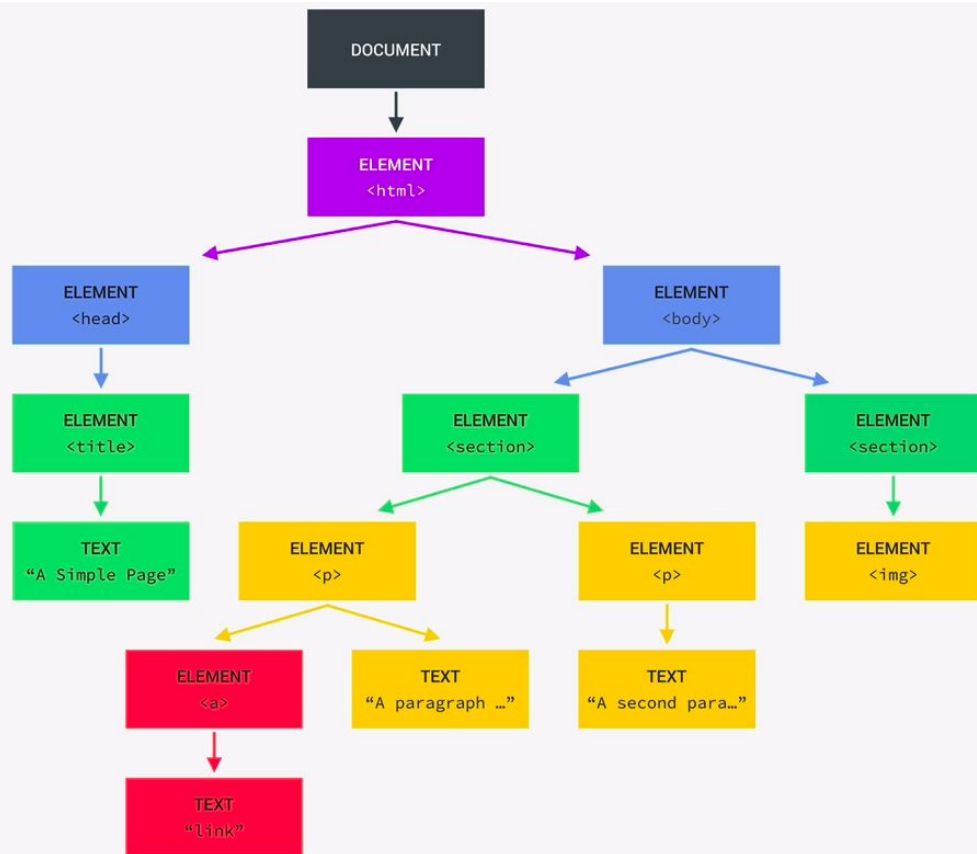 DOCUMENT
ELEMENT
<html>
ELEMENT
<head>
ELEMENT
<body>
ELEMENT
<title>
ELEMENT
<section>
ELEMENT
<section>
TEXT
“A Simple Page”
ELEMENT
<p>
ELEMENT
<p>
ELEMENT
<img>
ELEMENT
<a>
TEXT
“A paragraph …”
TEXT
“A second para…”
TEXT
“link”